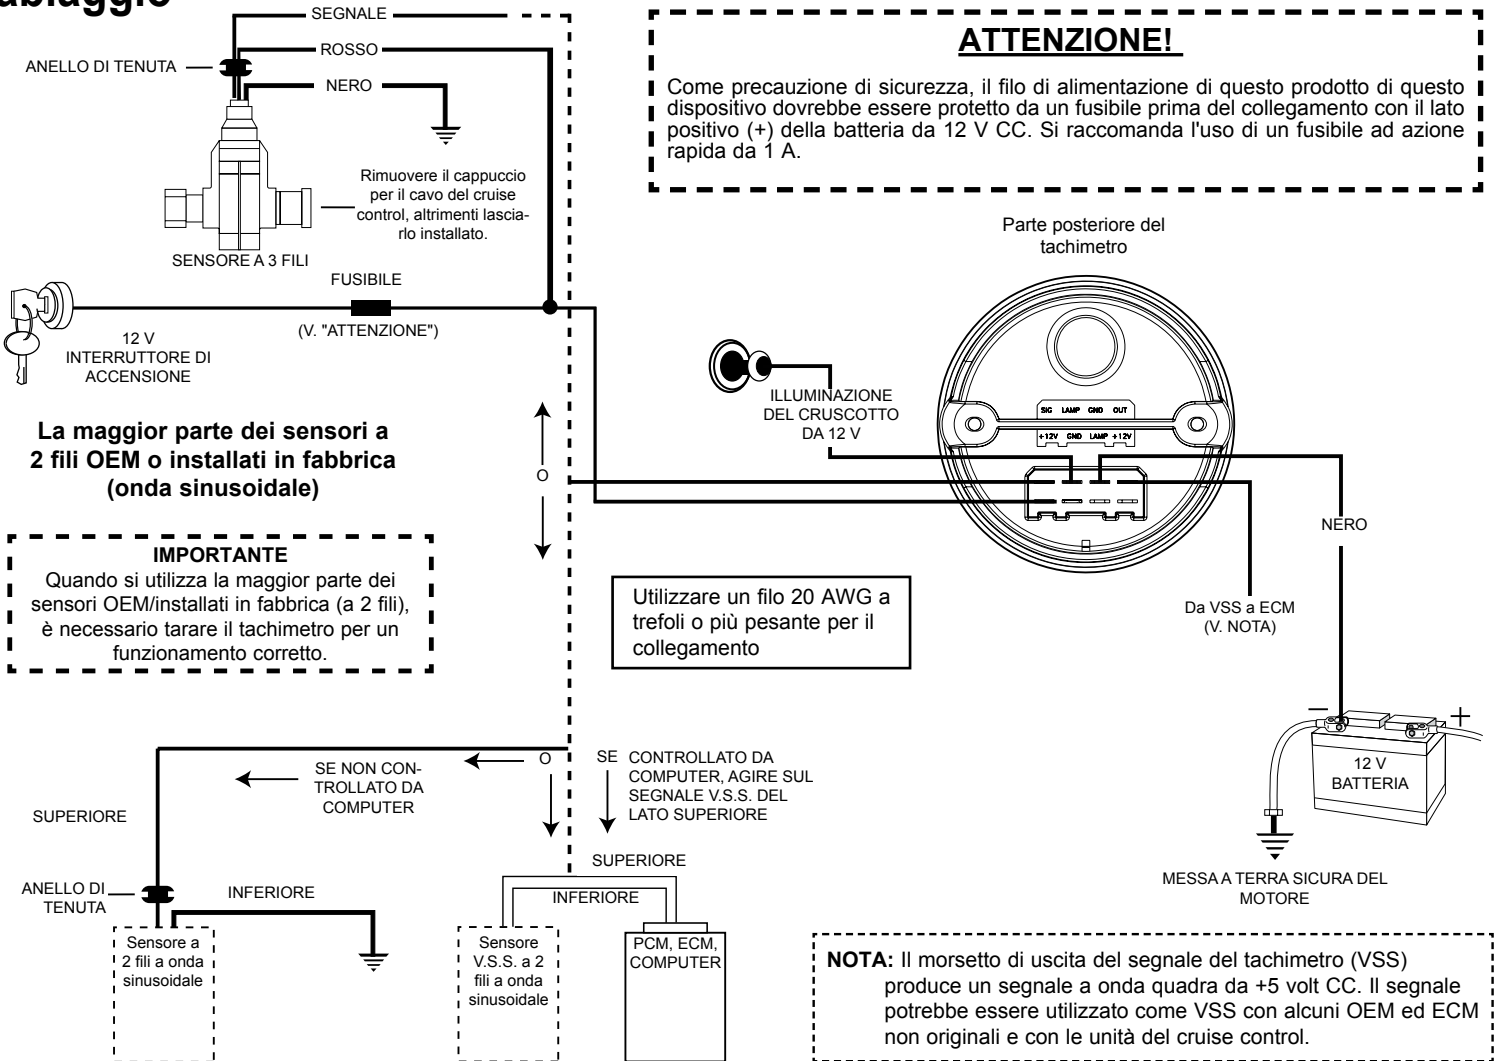 SEGNALE
ROSSO
ANELLO DI TENUTA
NERO
Rimuovere il cappuccio
per il cavo del cruise
control, altrimenti lascia-
rlo installato.
SENSORE A 3 FILI
FUSIBILE
(V. "ATTENZIONE")
12 V
INTERRUTTORE DI
ACCENSIONE
ATTENZIONE!
Come precauzione di sicurezza, il filo di alimentazione di questo prodotto di questo
dispositivo dovrebbe essere protetto da un fusibile prima del collegamento con il lato
positivo (+) della batteria da 12 V CC. Si raccomanda l'uso di un fusibile ad azione
rapida da 1 A.
Parte posteriore del
tachimetro
ILLUMINAZIONE
DEL CRUSCOTTO
DA 12 V
SIG LAMP GND OUT
+12V GND LAMP +12V
La maggior parte dei sensori a
2 fili OEM o installati in fabbrica
(onda sinusoidale)
O
NERO
IMPORTANTE
Quando si utilizza la maggior parte dei
sensori OEM/installati in fabbrica (a 2 fili),
è necessario tarare il tachimetro per un
funzionamento corretto.
Utilizzare un filo 20 AWG a
trefoli o più pesante per il
collegamento
Da VSS a ECM
(V. NOTA)
– +
12 V
BATTERIA
MESSA A TERRA SICURA DEL
MOTORE
SE NON CON-
TROLLATO DA
COMPUTER
O
SE CONTROLLATO DA
COMPUTER, AGIRE SUL
SEGNALE V.S.S. DEL
LATO SUPERIORE
SUPERIORE
SUPERIORE
ANELLO DI
TENUTA
INFERIORE
INFERIORE
Sensore a
2 fili a onda
sinusoidale
Sensore
V.S.S. a 2
fili a onda
sinusoidale
PCM, ECM,
COMPUTER
NOTA: Il morsetto di uscita del segnale del tachimetro (VSS)
produce un segnale a onda quadra da +5 volt CC. Il segnale
potrebbe essere utilizzato come VSS con alcuni OEM ed ECM
non originali e con le unità del cruise control.